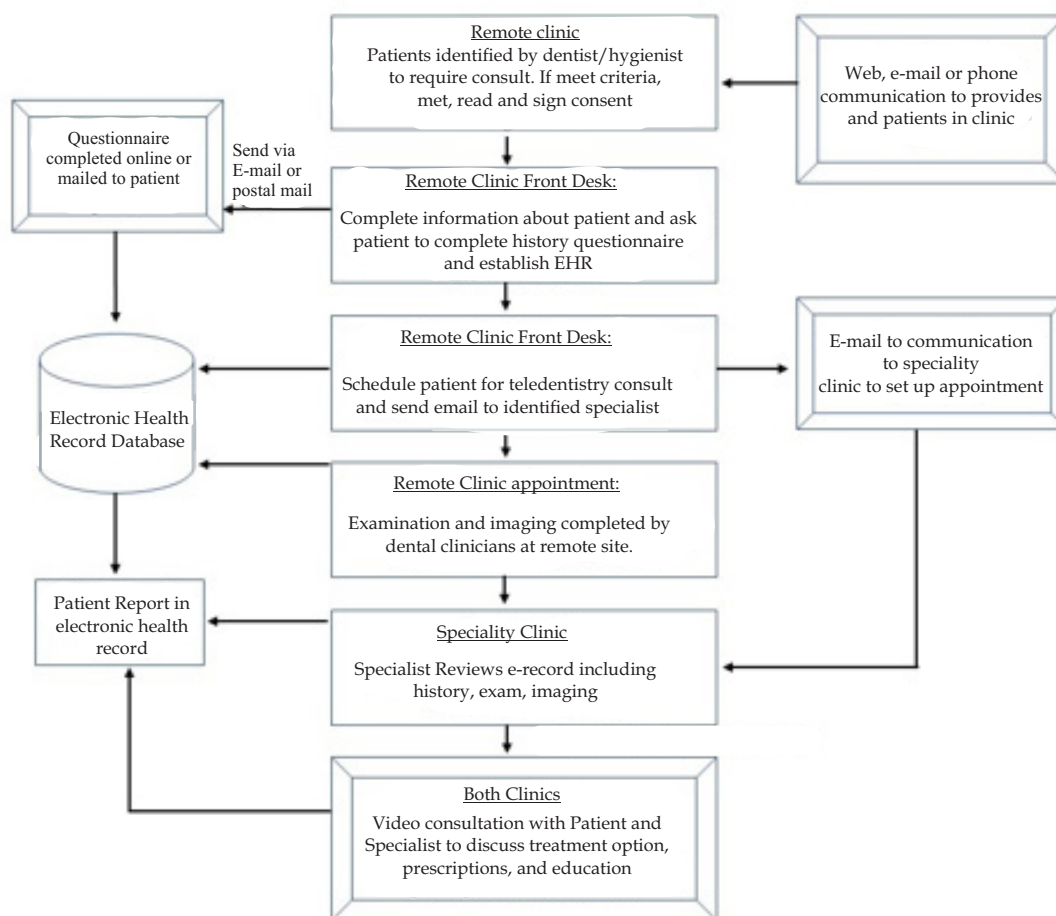 Remote clinic
Patients identified by dentist/hygienist
to require consult. If meet criteria,
met, read and sign consent
Web, e-mail or phone
communication to provides
and patients in clinic
Questionnaire
completed online or
mailed to patient
Send via
E-mail or
postal mail
Remote Clinic Front Desk:
Complete information about patient and ask
patient to complete history questionnaire
and establish EHR
Remote Clinic Front Desk:
Schedule patient for teledentistry consult
and send email to identified specialist
E-mail to communication
to speciality
clinic to set up appointment
Electronic Health
Record Database
Remote Clinic appointment:
Examination and imaging completed by
dental clinicians at remote site.
Patient Report in
electronic health
record
Speciality Clinic
Specialist Reviews e-record including
history, exam, imaging
Both Clinics
Video consultation with Patient and
Specialist to discuss treatment option,
prescriptions, and education